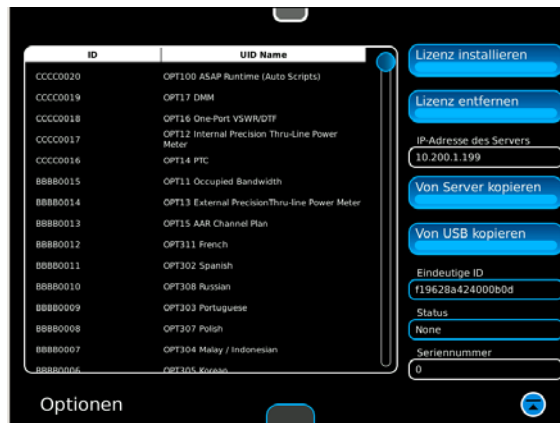 ID UID Name
CCCC0020 OPT100 ASAP Runtime (Auto Scripts)
CCCC0019 OPT17 DMM
CCCC0018 OPT16 One-Port VSWR/DTF
CCCC0017 OPT12 Internal Precision Thru-Line Power
Meter
CCCC0016 OPT14 PTC
BBBB0015 OPT11 Occupied Bandwidth
BBBB0014 OPT13 External PrecisionThru-line Power Meter
BBBB0013 OPT15 AAR Channel Plan
BBBB0012 OPT311 French
BBBB0011 OPT302 Spanish
BBBB0010 OPT308 Russian
BBBB0009 OPT303 Portuguese
BBBB0008 OPT307 Polish
BBBB0007 OPT304 Malay / Indonesian
BBBB0006 OPT305 Korean
Lizenz installieren
Lizenz entfernen
IP-Adresse des Servers
10.200.1.199
Von Server kopieren
Von USB kopieren
Eindeutige ID
f19628a424000b0d
Status
None
Seriennummer
0
Optionen